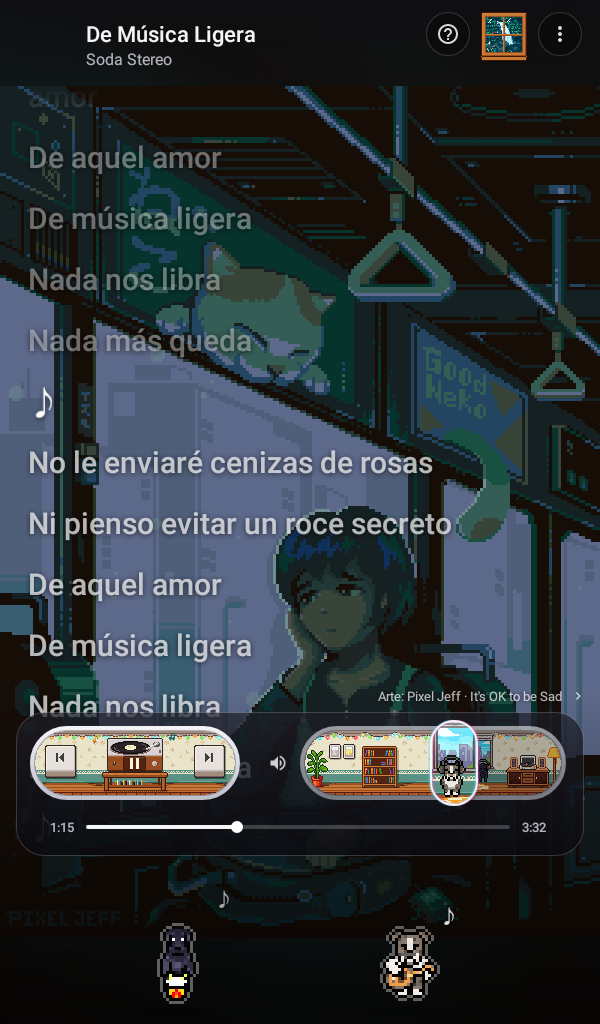 De Música Ligera
Soda Stereo
amor
De aquel amor
De música ligera
Nada nos libra
Nada más queda
No le enviaré cenizas de rosas
Ni pienso evitar un roce secreto
De aquel amor
De música ligera
Nada nos libra
Good
Neko
Arte: Pixel Jeff · It's OK to be Sad
1:15
3:32
PIXEL JEFF